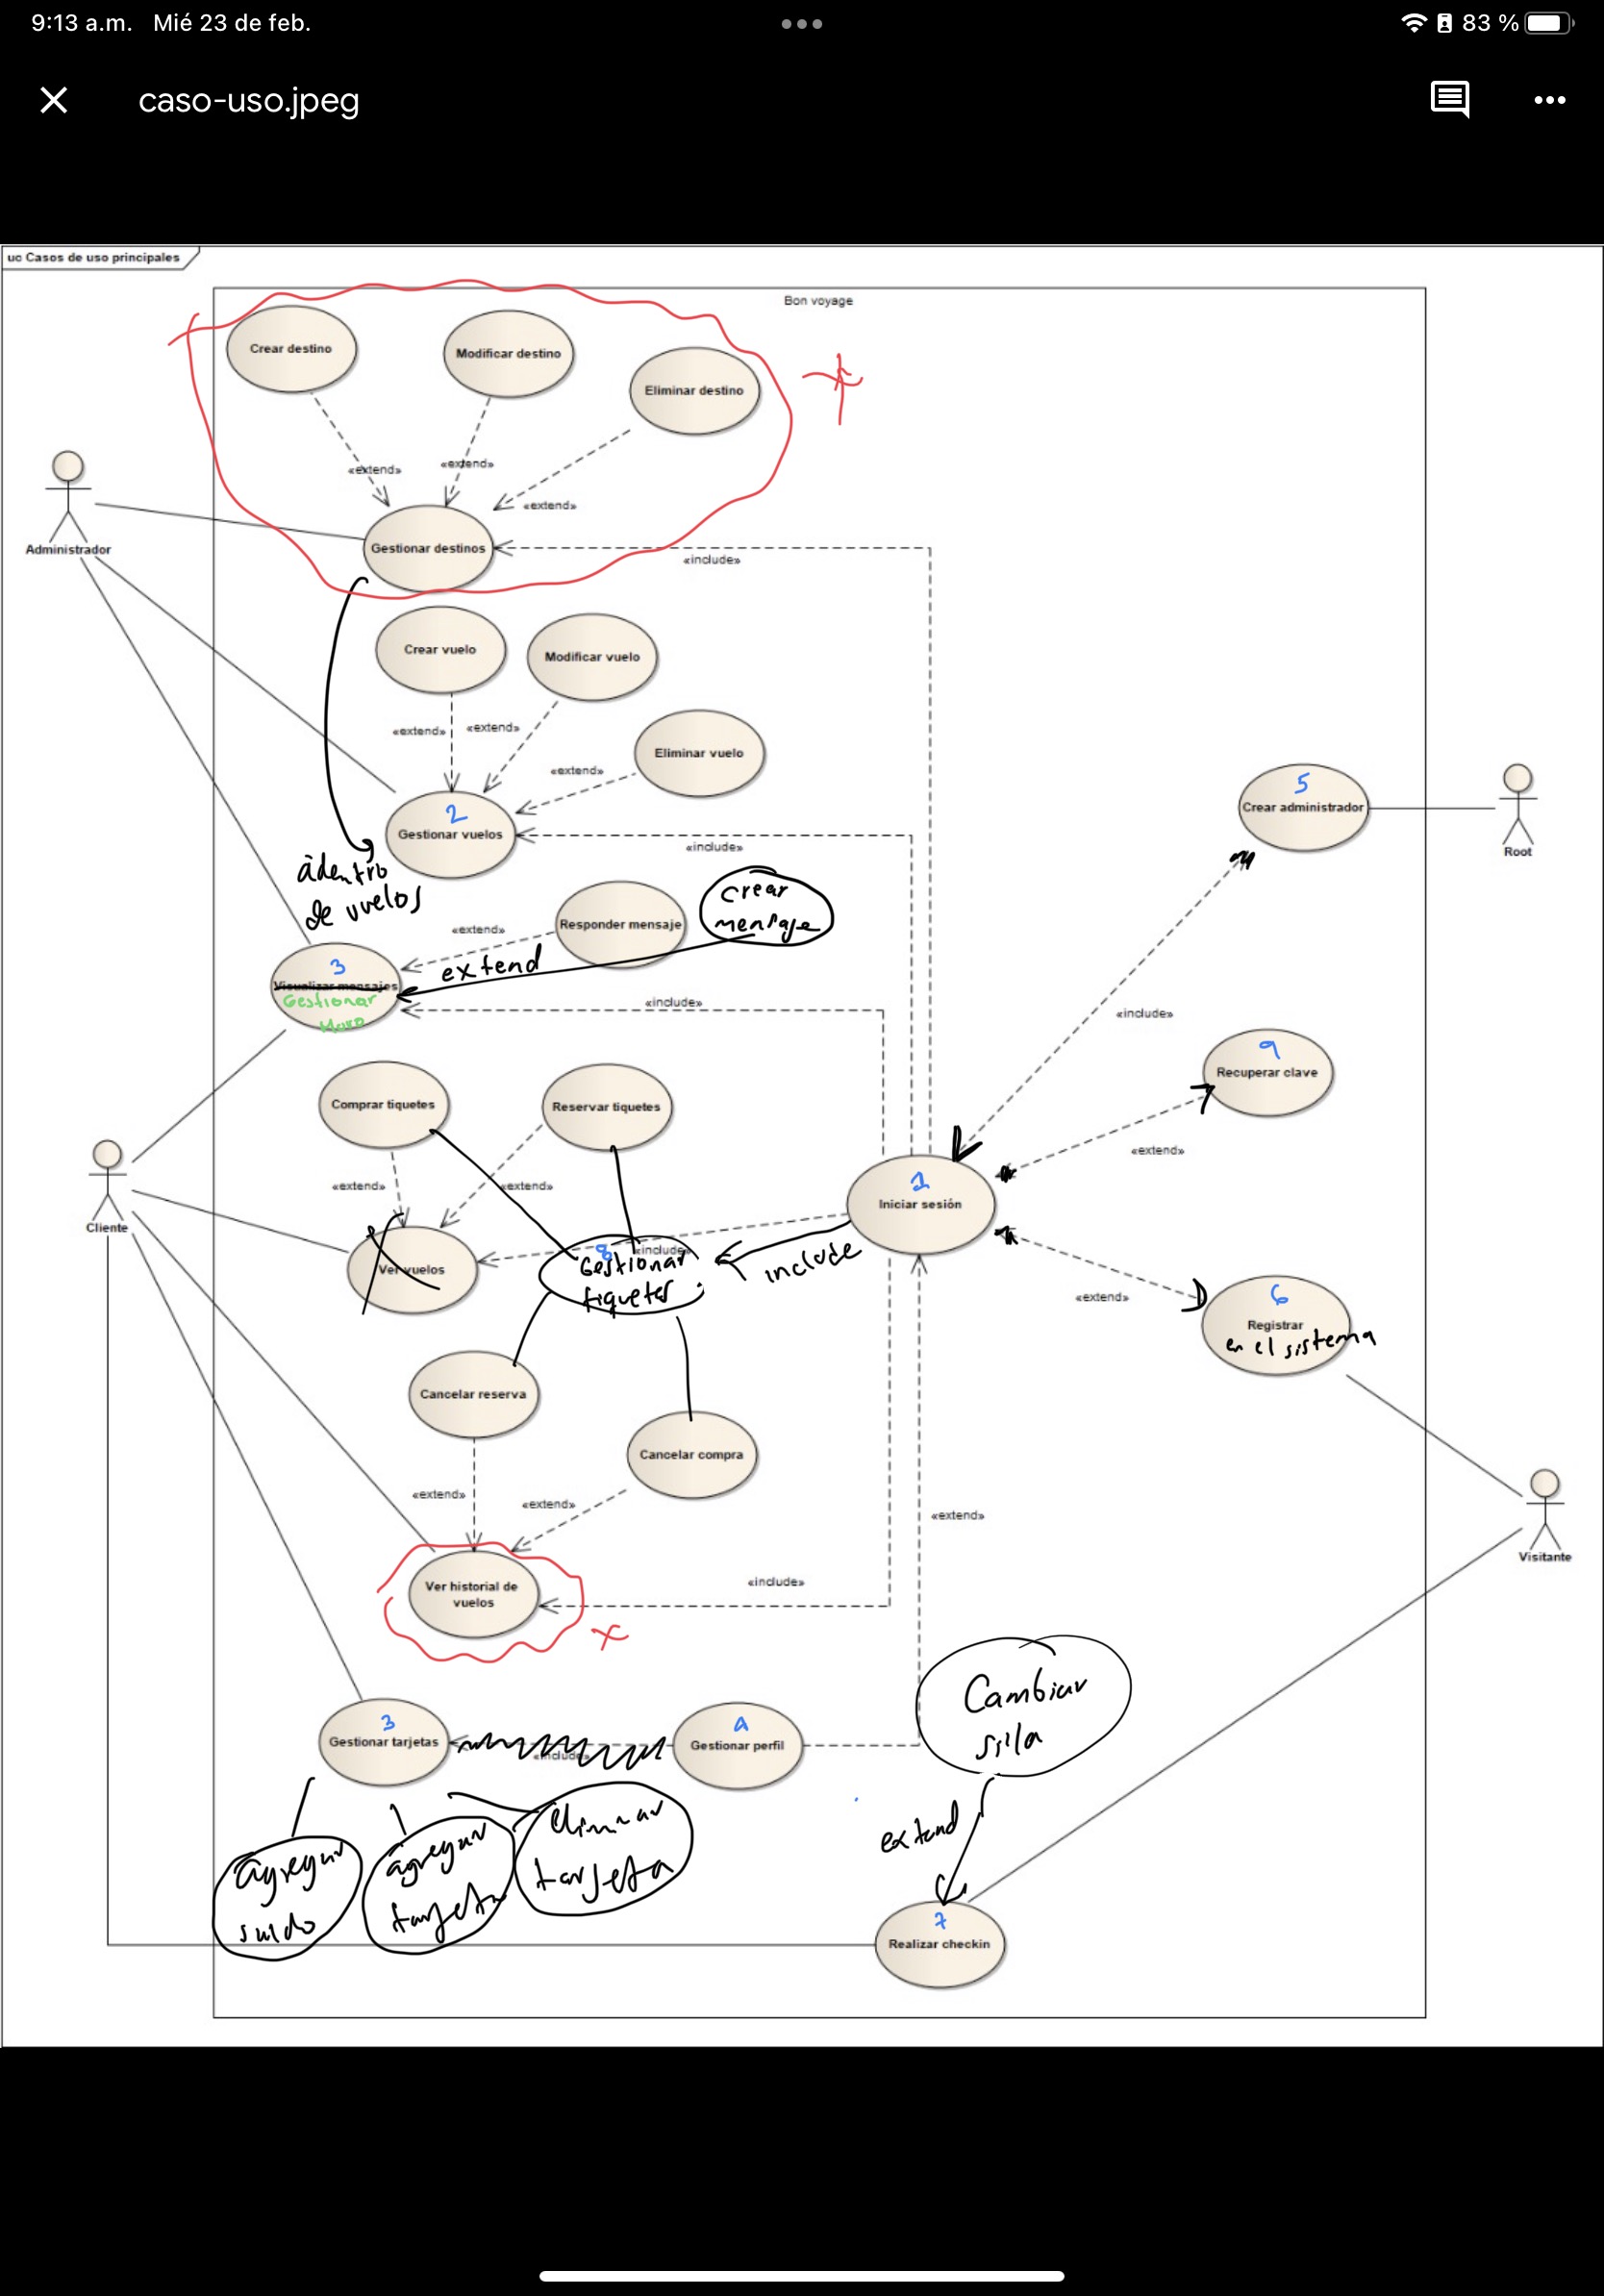 9:13 a.m. Mié 23 de feb.
83 %
caso-uso.jpeg
uc Casos de uso principales
Bon voyage
Crear destino
Modificar destino
Eliminar destino
«extend»
«extend»
«extend»
Administrador
Gestionar destinos
«include»
Crear vuelo
Modificar vuelo
«extend»
«extend»
Eliminar vuelo
«extend»
2
Gestionar vuelos
«include»
adentro
de vuelos
5
Crear administrador
Root
Responder mensaje
crear
mensaje
«extend»
extend
3
Visualizar mensajes
Gestionar
«include»
«include»
9
Recuperar clave
«extend»
Comprar tiquetes
Reservar tiquetes
«extend»
«extend»
Cliente
1
Iniciar sesión
Ver vuelos
8
«include»
Gestionar
tiquetes
include
«extend»
6
Registrar
en el sistema
Cancelar reserva
Cancelar compra
«extend»
«extend»
«extend»
Visitante
Ver historial de
vuelos
«include»
Cambiar
silla
3
Gestionar tarjetas
«include»
Gestionar perfil
extend
agregar
agregar
tarjeta
eliminar
tarjeta
7
Realizar checkin